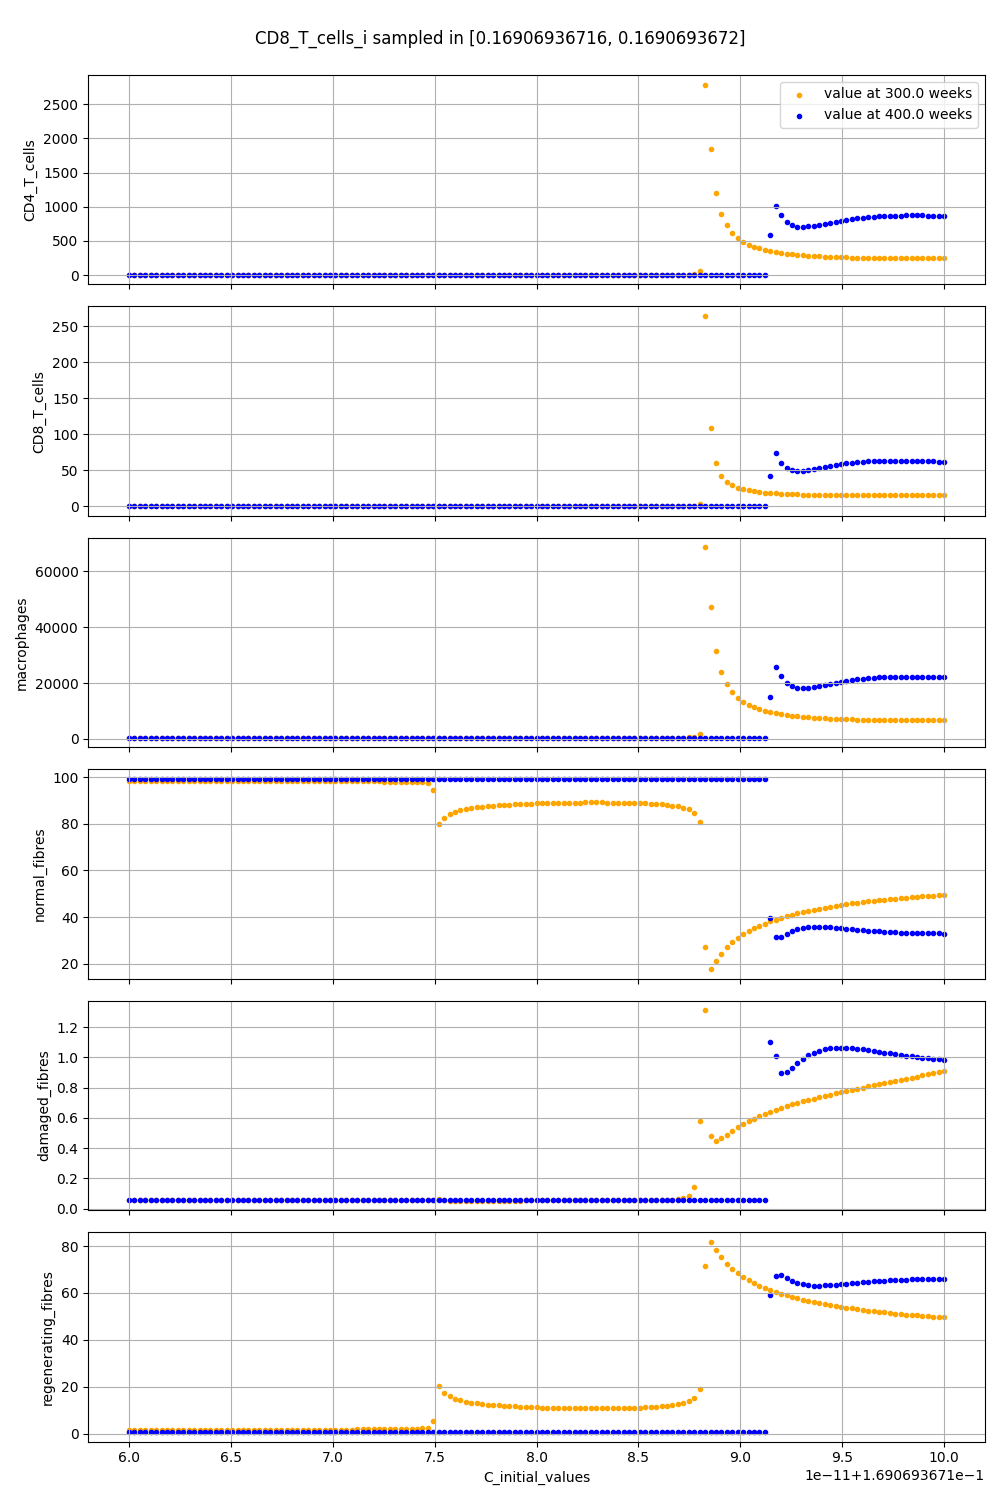 CD8_T_cells_i sampled in [0.16906936716, 0.1690693672]
value at 300.0 weeks
value at 400.0 weeks
2500
2000
1500
1000
500
0
CD4_T_cells
250
200
150
100
50
0
CD8_T_cells
60000
40000
20000
0
macrophages
100
80
60
40
20
normal_fibres
1.2
1.0
0.8
0.6
0.4
0.2
0.0
damaged_fibres
80
60
40
20
0
regenerating_fibres
6.0 6.5 7.0 7.5 8.0 8.5 9.0 9.5 10.0
C_initial_values
1e−11+1.690693671e−1